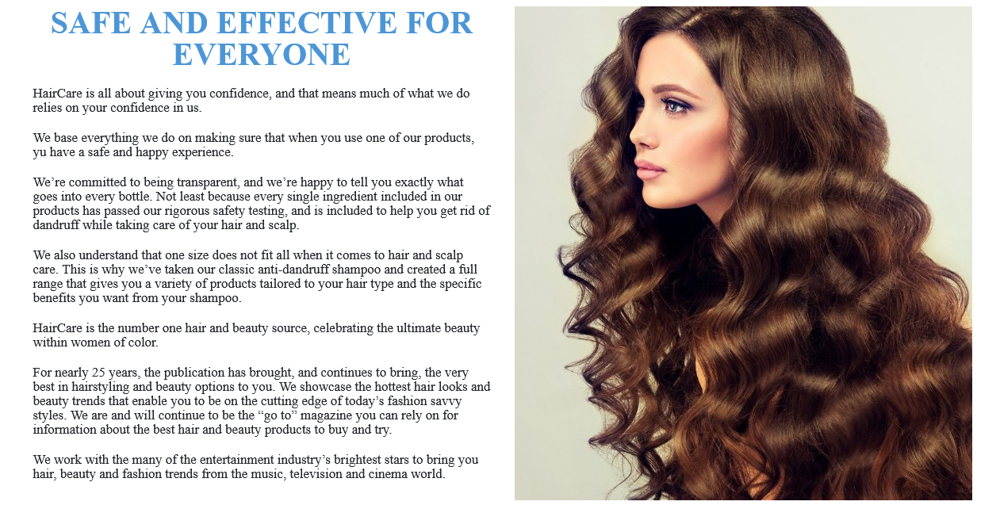 SAFE AND EFFECTIVE FOR
EVERYONE
HairCare is all about giving you confidence, and that means much of what we do
relies on your confidence in us.
We base everything we do on making sure that when you use one of our products,
yu have a safe and happy experience.
We’re committed to being transparent, and we’re happy to tell you exactly what
goes into every bottle. Not least because every single ingredient included in our
products has passed our rigorous safety testing, and is included to help you get rid of
dandruff while taking care of your hair and scalp.
We also understand that one size does not fit all when it comes to hair and scalp
care. This is why we’ve taken our classic anti-dandruff shampoo and created a full
range that gives you a variety of products tailored to your hair type and the specific
benefits you want from your shampoo.
HairCare is the number one hair and beauty source, celebrating the ultimate beauty
within women of color.
For nearly 25 years, the publication has brought, and continues to bring, the very
best in hairstyling and beauty options to you. We showcase the hottest hair looks and
beauty trends that enable you to be on the cutting edge of today’s fashion savvy
styles. We are and will continue to be the “go to” magazine you can rely on for
information about the best hair and beauty products to buy and try.
We work with the many of the entertainment industry’s brightest stars to bring you
hair, beauty and fashion trends from the music, television and cinema world.